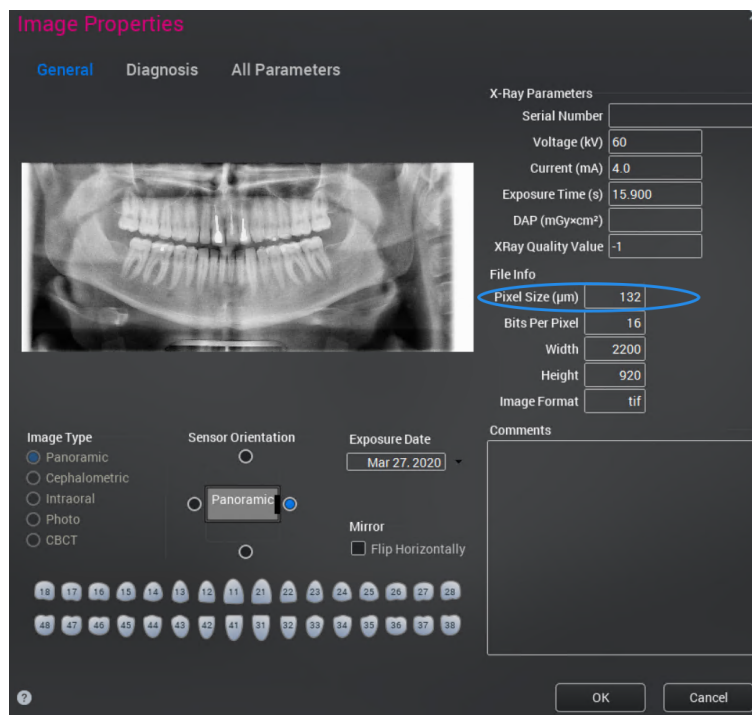 Image Properties
General Diagnosis All Parameters
X-Ray Parameters
Serial Number
Voltage (kV) 60
Current (mA) 4.0
Exposure Time (s) 15.900
DAP (mGy×cm²)
XRay Quality Value -1
File Info
Pixel Size (µm) 132
Bits Per Pixel 16
Width 2200
Height 920
Image Format tif
Image Type
Panoramic
Cephalometric
Intraoral
Photo
CBCT
Sensor Orientation
Panoramic
Exposure Date
Mar 27. 2020
Mirror
Flip Horizontally
Comments
18 17 16 15 14 13 12 11 21 22 23 24 25 26 27 28
48 47 46 45 44 43 42 41 31 32 33 34 35 36 37 38
?
OK Cancel